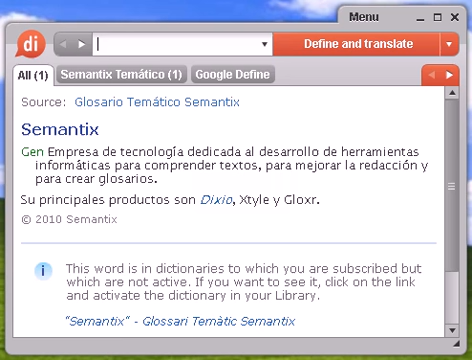 Menu
di
Define and translate
All (1)
Semantix Temático (1)
Google Define
Source: Glosario Temático Semantix
Semantix
Gen Empresa de tecnología dedicada al desarrollo de herramientas
informáticas para comprender textos, para mejorar la redacción y
para crear glosarios.
Su principales productos son Dixio, Xtyle y Gloxr.
© 2010 Semantix
i
This word is in dictionaries to which you are subscribed but
which are not active. If you want to see it, click on the link
and activate the dictionary in your Library.
"Semantix" - Glossari Temàtic Semantix